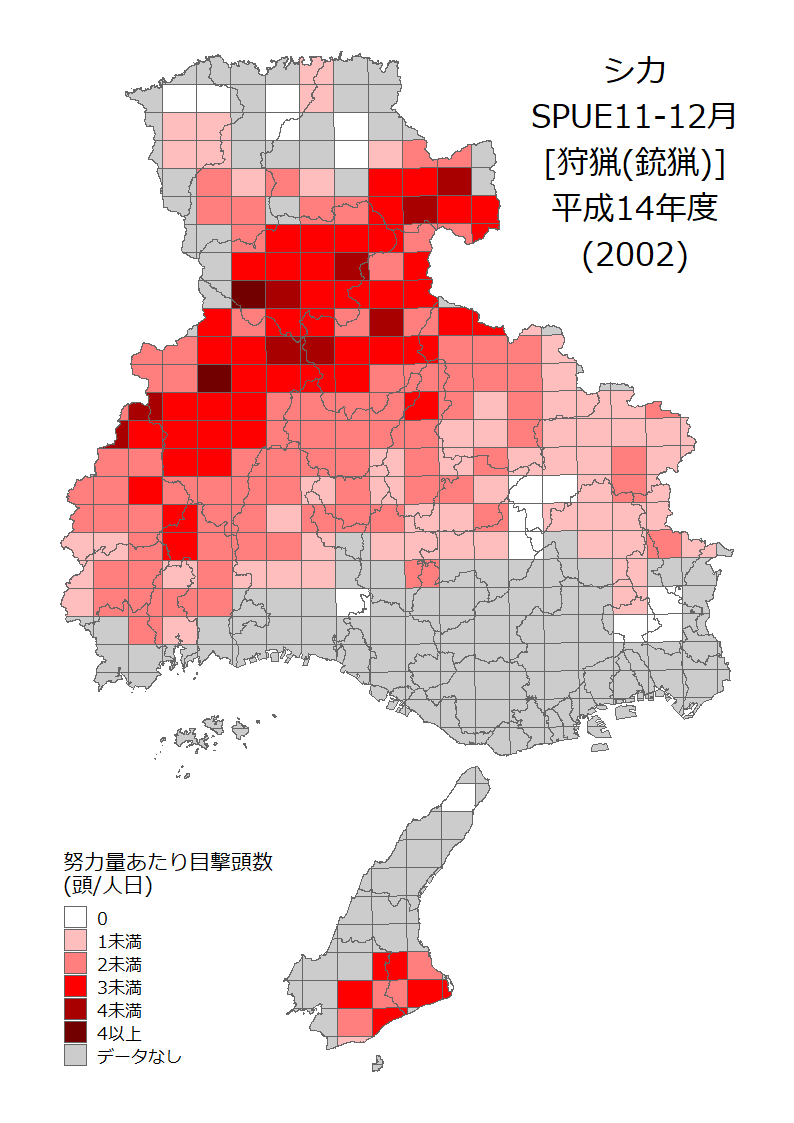 シカ
SPUE11-12月
[狩猟(銃猟)]
平成14年度
(2002)
努力量あたり目撃頭数
(頭/人日)
0
1未満
2未満
3未満
4未満
4以上
データなし